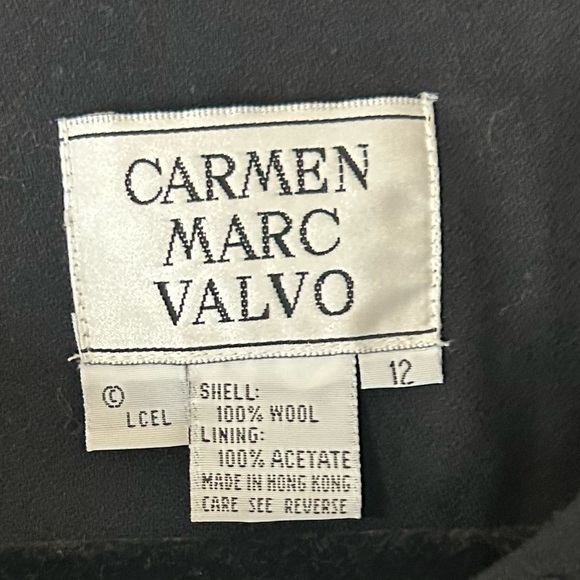 CARMEN
MARC
VALVO
12
©
LCEL
SHELL:
100% WOOL
LINING:
100% ACETATE
MADE IN HONG KONG
CARE SEE REVERSE